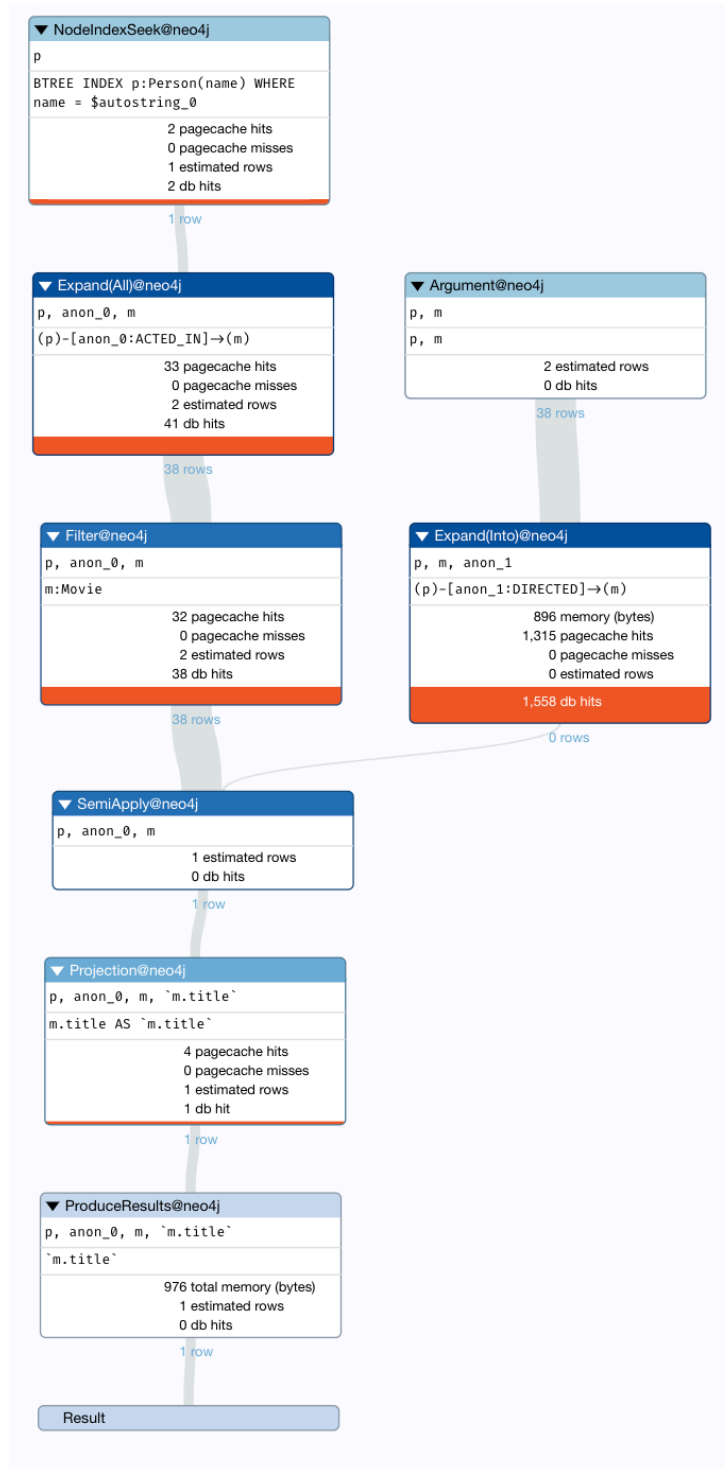 NodeIndexSeek@neo4j
p
BTREE INDEX p:Person(name) WHERE
name = $autostring_0
2 pagecache hits
0 pagecache misses
1 estimated rows
2 db hits
1 row
Expand(All)@neo4j
p, anon_0, m
(p)-[anon_0:ACTED_IN]->(m)
33 pagecache hits
0 pagecache misses
2 estimated rows
41 db hits
38 rows
Argument@neo4j
p, m
p, m
2 estimated rows
0 db hits
38 rows
Filter@neo4j
p, anon_0, m
m:Movie
32 pagecache hits
0 pagecache misses
2 estimated rows
38 db hits
38 rows
Expand(Into)@neo4j
p, m, anon_1
(p)-[anon_1:DIRECTED]->(m)
896 memory (bytes)
1,315 pagecache hits
0 pagecache misses
0 estimated rows
1,558 db hits
0 rows
SemiApply@neo4j
p, anon_0, m
1 estimated rows
0 db hits
1 row
Projection@neo4j
p, anon_0, m, `m.title`
m.title AS `m.title`
4 pagecache hits
0 pagecache misses
1 estimated rows
1 db hit
1 row
ProduceResults@neo4j
p, anon_0, m, `m.title`
`m.title`
976 total memory (bytes)
1 estimated rows
0 db hits
1 row
Result